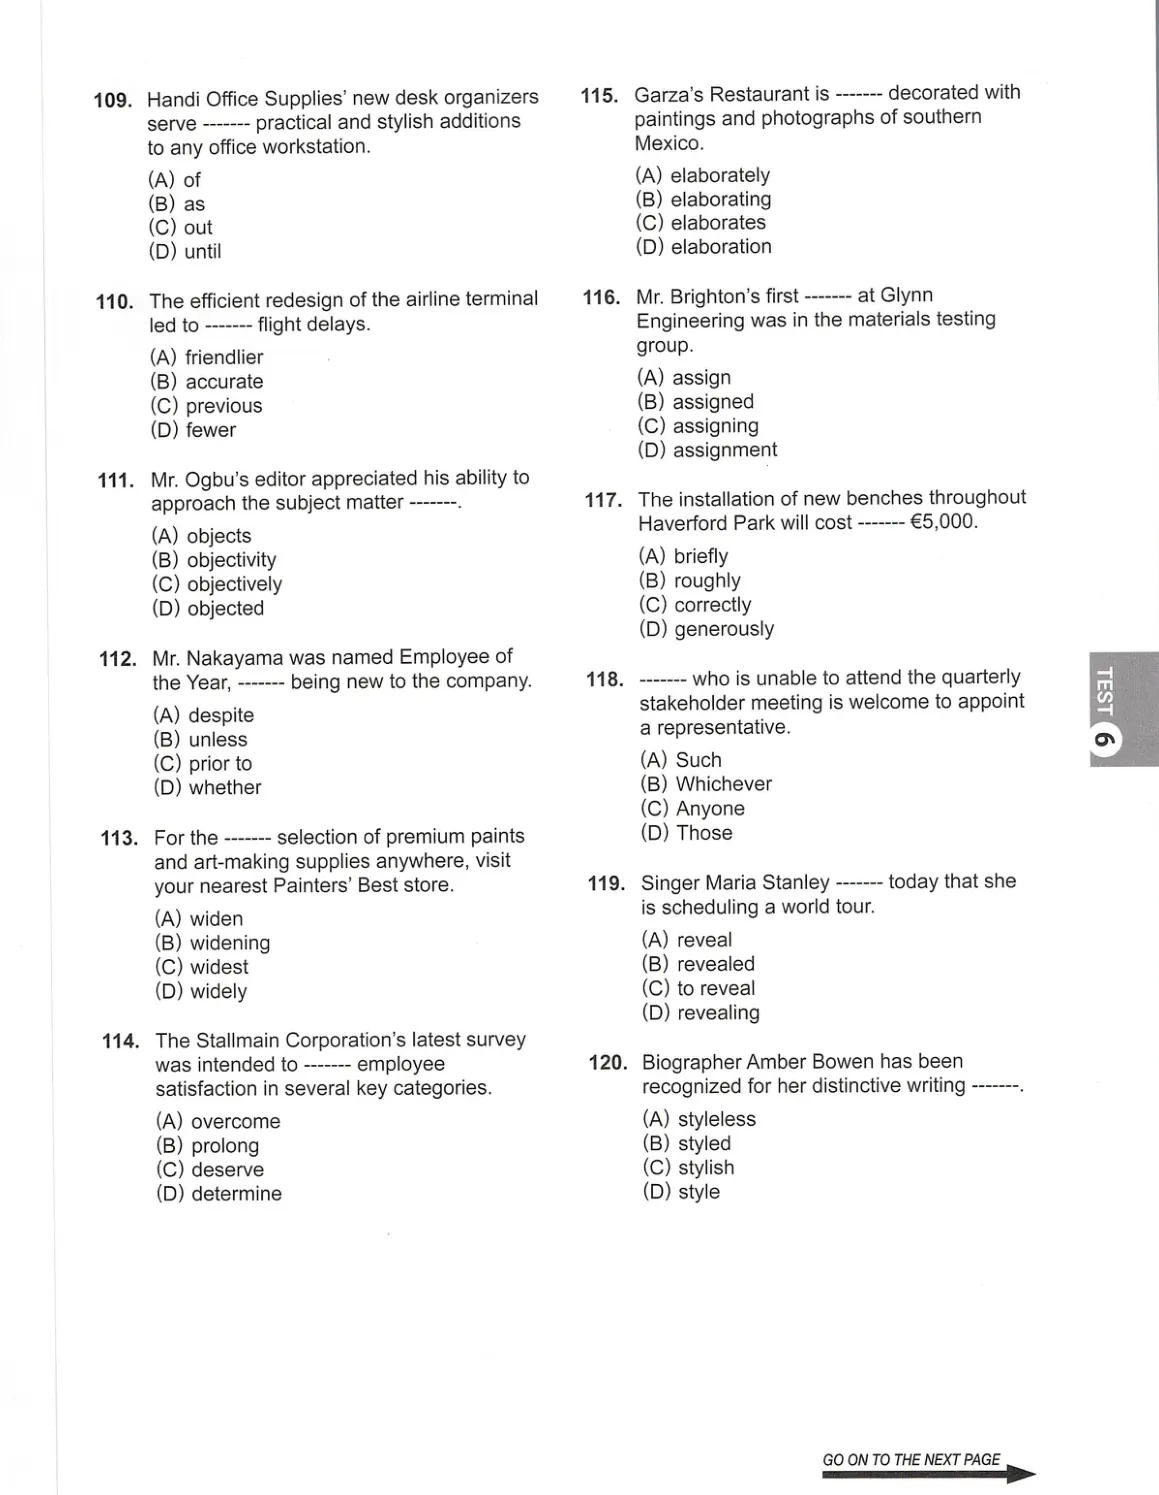 109. Handi Office Supplies' new desk organizers
serve ------- practical and stylish additions
to any office workstation.
(A) of
(B) as
(C) out
(D) until
110. The efficient redesign of the airline terminal
led to ------- flight delays.
(A) friendlier
(B) accurate
(C) previous
(D) fewer
111. Mr. Ogbu's editor appreciated his ability to
approach the subject matter -------.
(A) objects
(B) objectivity
(C) objectively
(D) objected
112. Mr. Nakayama was named Employee of
the Year, ------- being new to the company.
(A) despite
(B) unless
(C) prior to
(D) whether
113. For the ------- selection of premium paints
and art-making supplies anywhere, visit
your nearest Painters' Best store.
(A) widen
(B) widening
(C) widest
(D) widely
114. The Stallmain Corporation's latest survey
was intended to ------- employee
satisfaction in several key categories.
(A) overcome
(B) prolong
(C) deserve
(D) determine
115. Garza's Restaurant is ------- decorated with
paintings and photographs of southern
Mexico.
(A) elaborately
(B) elaborating
(C) elaborates
(D) elaboration
116. Mr. Brighton's first ------- at Glynn
Engineering was in the materials testing
group.
(A) assign
(B) assigned
(C) assigning
(D) assignment
117. The installation of new benches throughout
Haverford Park will cost ------- €5,000.
(A) briefly
(B) roughly
(C) correctly
(D) generously
118. ------- who is unable to attend the quarterly
stakeholder meeting is welcome to appoint
a representative.
(A) Such
(B) Whichever
(C) Anyone
(D) Those
119. Singer Maria Stanley ------- today that she
is scheduling a world tour.
(A) reveal
(B) revealed
(C) to reveal
(D) revealing
120. Biographer Amber Bowen has been
recognized for her distinctive writing -------.
(A) styleless
(B) styled
(C) stylish
(D) style
TEST 6
GO ON TO THE NEXT PAGE